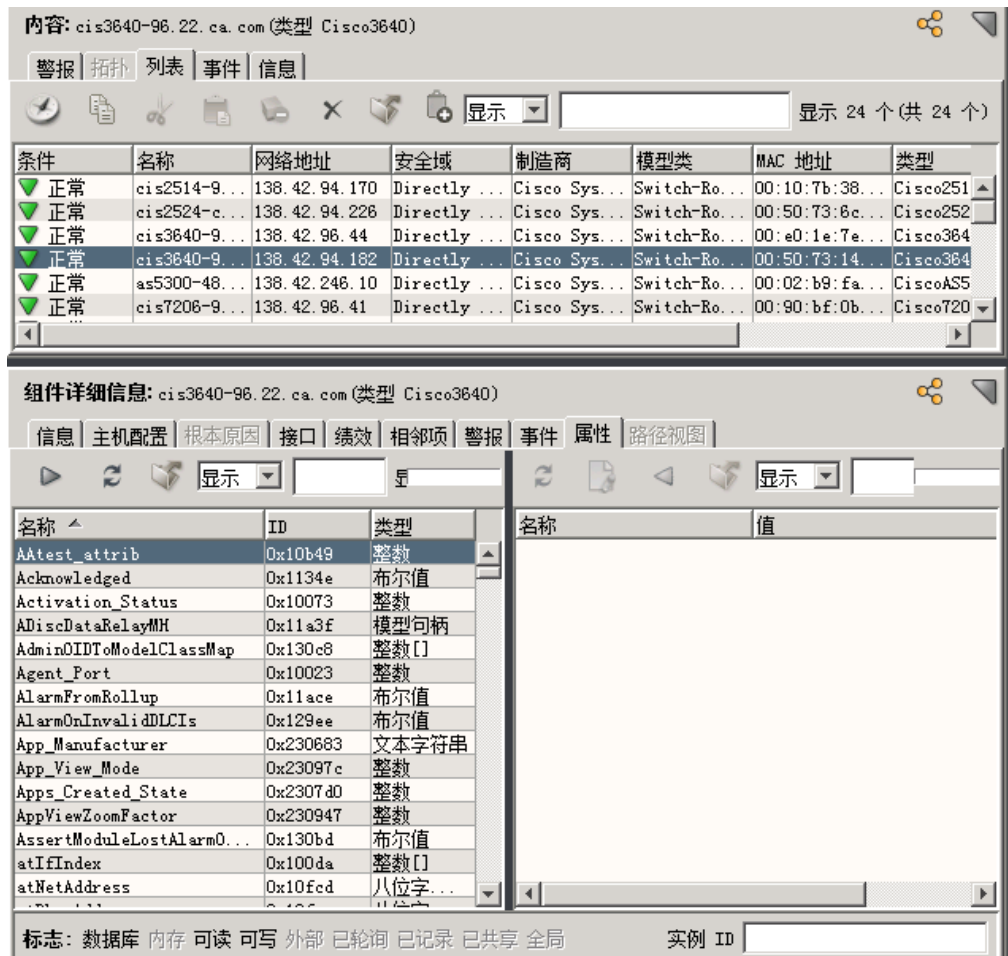 内容: cis3640-96.22.ca.com(类型 Cisco3640)
警报 拓扑 列表 事件 信息
显示 显示 24 个(共 24 个)
条件 名称 网络地址 安全域 制造商 模型类 MAC 地址 类型
正常 cis2514-9... 138.42.94.170 Directly ... Cisco Sys... Switch-Ro... 00:10:7b:38... Cisco251
正常 cis2524-c... 138.42.94.226 Directly ... Cisco Sys... Switch-Ro... 00:50:73:6c... Cisco252
正常 cis3640-9... 138.42.96.44 Directly ... Cisco Sys... Switch-Ro... 00:e0:1e:7e... Cisco364
正常 cis3640-9... 138.42.94.182 Directly ... Cisco Sys... Switch-Ro... 00:50:73:14... Cisco364
正常 as5300-48... 138.42.246.10 Directly ... Cisco Sys... Switch-Ro... 00:02:b9:fa... CiscoAS5
正常 cis7206-9... 138.42.96.41 Directly ... Cisco Sys... Switch-Ro... 00:90:bf:0b... Cisco720
组件详细信息: cis3640-96.22.ca.com(类型 Cisco3640)
信息 主机配置 根本原因 接口 绩效 相邻项 警报 事件 属性 路径视图
显示 显示
名称 ID 类型 名称 值
AAtest_attrib 0x10b49 整数
Acknowledged 0x1134e 布尔值
Activation_Status 0x10073 整数
ADiscDataRelayMH 0x11a3f 模型句柄
AdminOIDToModelClassMap 0x130c8 整数[]
Agent_Port 0x10023 整数
AlarmFromRollup 0x11ace 布尔值
AlarmOnInvalidDLCIs 0x129ee 布尔值
App_Manufacturer 0x230683 文本字符串
App_View_Mode 0x23097c 整数
Apps_Created_State 0x2307d0 整数
AppViewZoomFactor 0x230947 整数
AssertModuleLostAlarmO... 0x130bd 布尔值
atIfIndex 0x100da 整数[]
atNetAddress 0x10fcd 八位字...
标志: 数据库 内存 可读 可写 外部 已轮询 已记录 已共享 全局 实例 ID